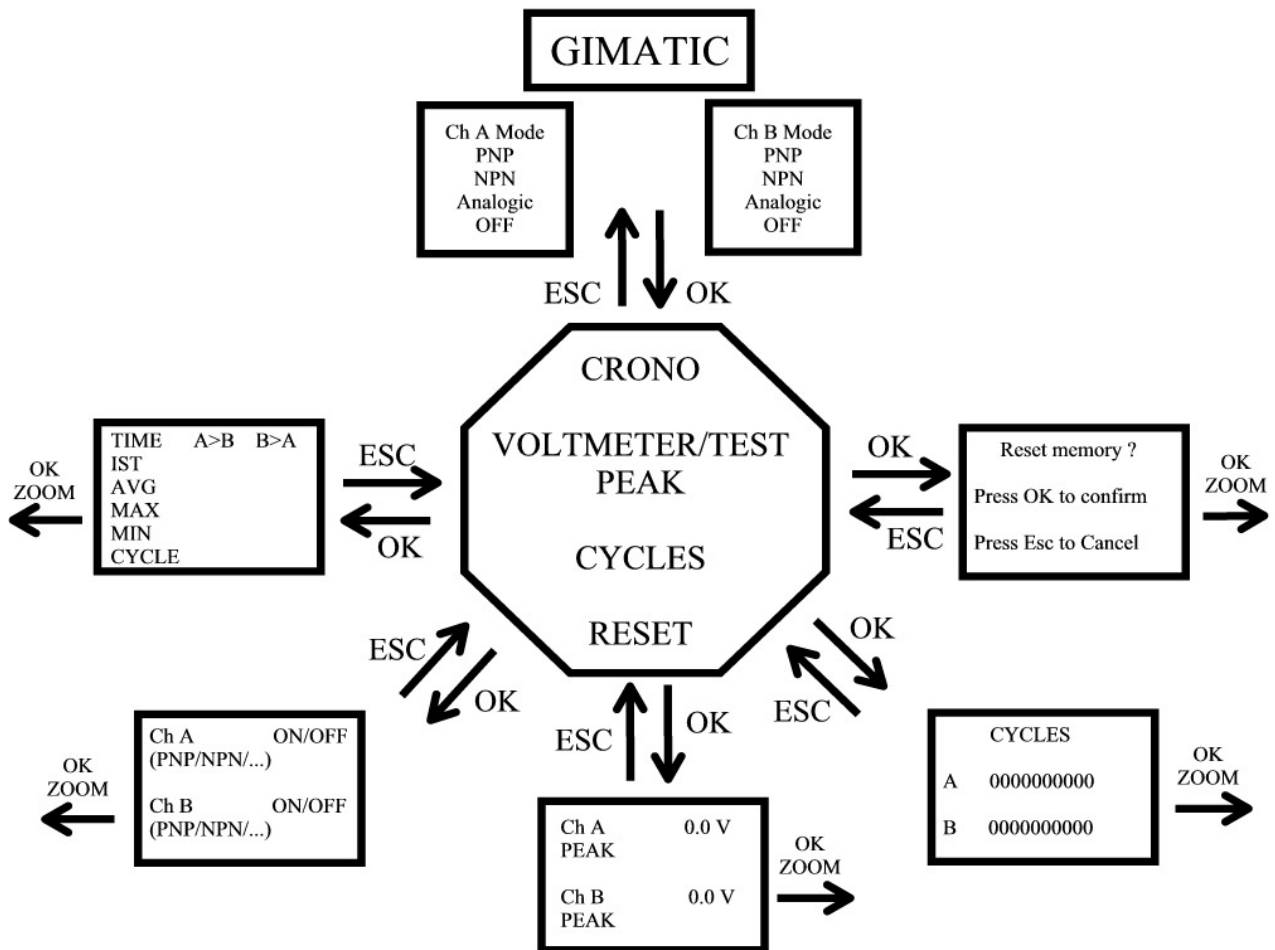 GIMATIC
Ch A Mode
PNP
NPN
Analogic
OFF
Ch B Mode
PNP
NPN
Analogic
OFF
ESC
OK
CRONO
VOLTMETER/TEST
PEAK
CYCLES
RESET
TIME A>B B>A
IST
AVG
MAX
MIN
CYCLE
OK
ZOOM
ESC
OK
OK
ESC
Reset memory ?
Press OK to confirm
Press Esc to Cancel
OK
ZOOM
ESC
OK
Ch A ON/OFF
(PNP/NPN/...)
Ch B ON/OFF
(PNP/NPN/...)
OK
ZOOM
ESC
OK
Ch A 0.0 V
PEAK
Ch B 0.0 V
PEAK
OK
ZOOM
OK
ESC
CYCLES
A 0000000000
B 0000000000
OK
ZOOM